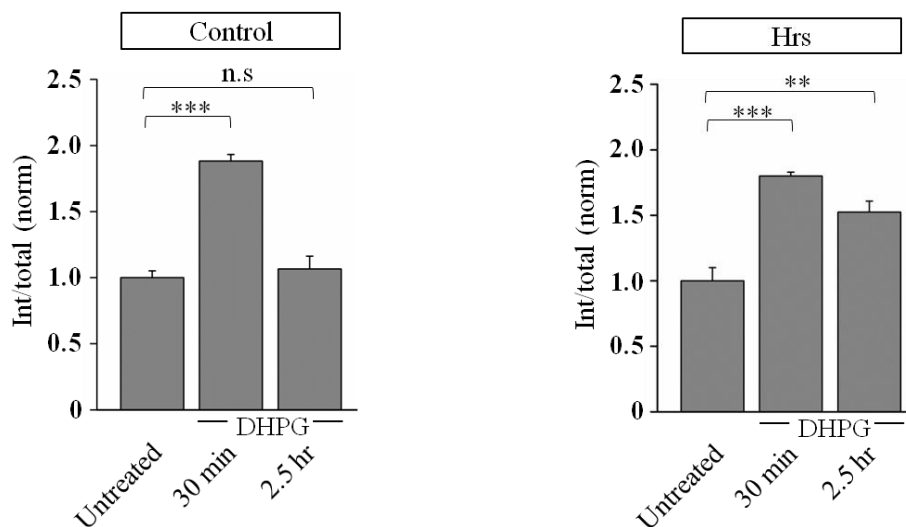 Control
n.s
***
Int/total (norm)
2.5
2.0
1.5
1.0
0.5
0
DHPG
Untreated
30 min
2.5 hr
Hrs
**
***
Int/total (norm)
2.5
2.0
1.5
1.0
0.5
0
DHPG
Untreated
30 min
2.5 hr